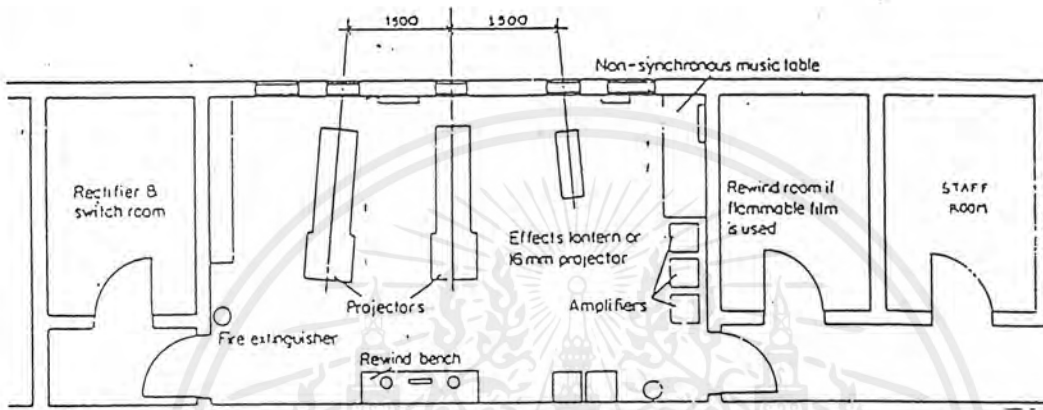 1500
1500
Non-synchronous music table
Rectifier &
switch room
Rewind room if
flammable film
is used
STAFF
ROOM
Effects lantern or
16mm projector
Projectors
Amplifiers
Fire extinguisher
Rewind bench